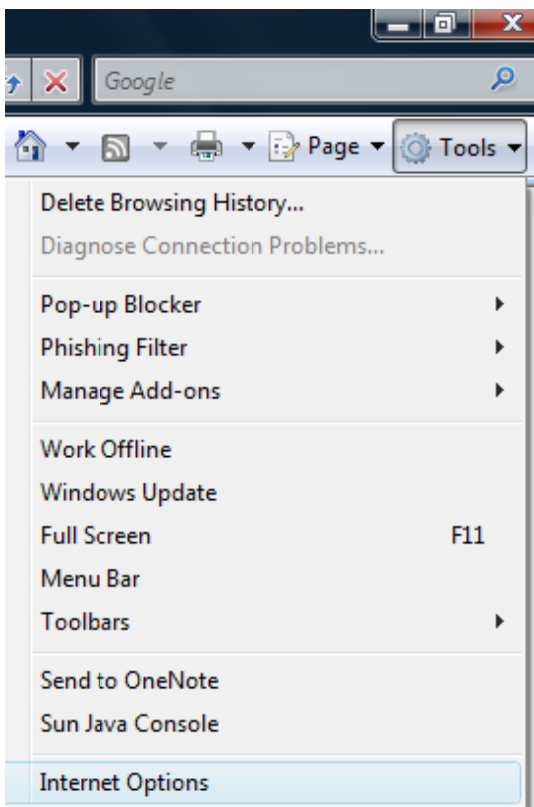 Google
Page Tools
Delete Browsing History...
Diagnose Connection Problems...
Pop-up Blocker
Phishing Filter
Manage Add-ons
Work Offline
Windows Update
Full Screen F11
Menu Bar
Toolbars
Send to OneNote
Sun Java Console
Internet Options